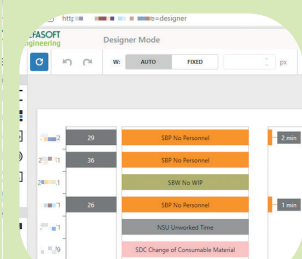 =designer
EFASOFT
gineering
Designer Mode
W: AUTO FIXED px
29 SBP No Personnel 2 min
36 SBP No Personnel
SBW No WIP
26 SBP No Personnel 1 min
NSU Unworked Time
SDC Change of Consumable Material